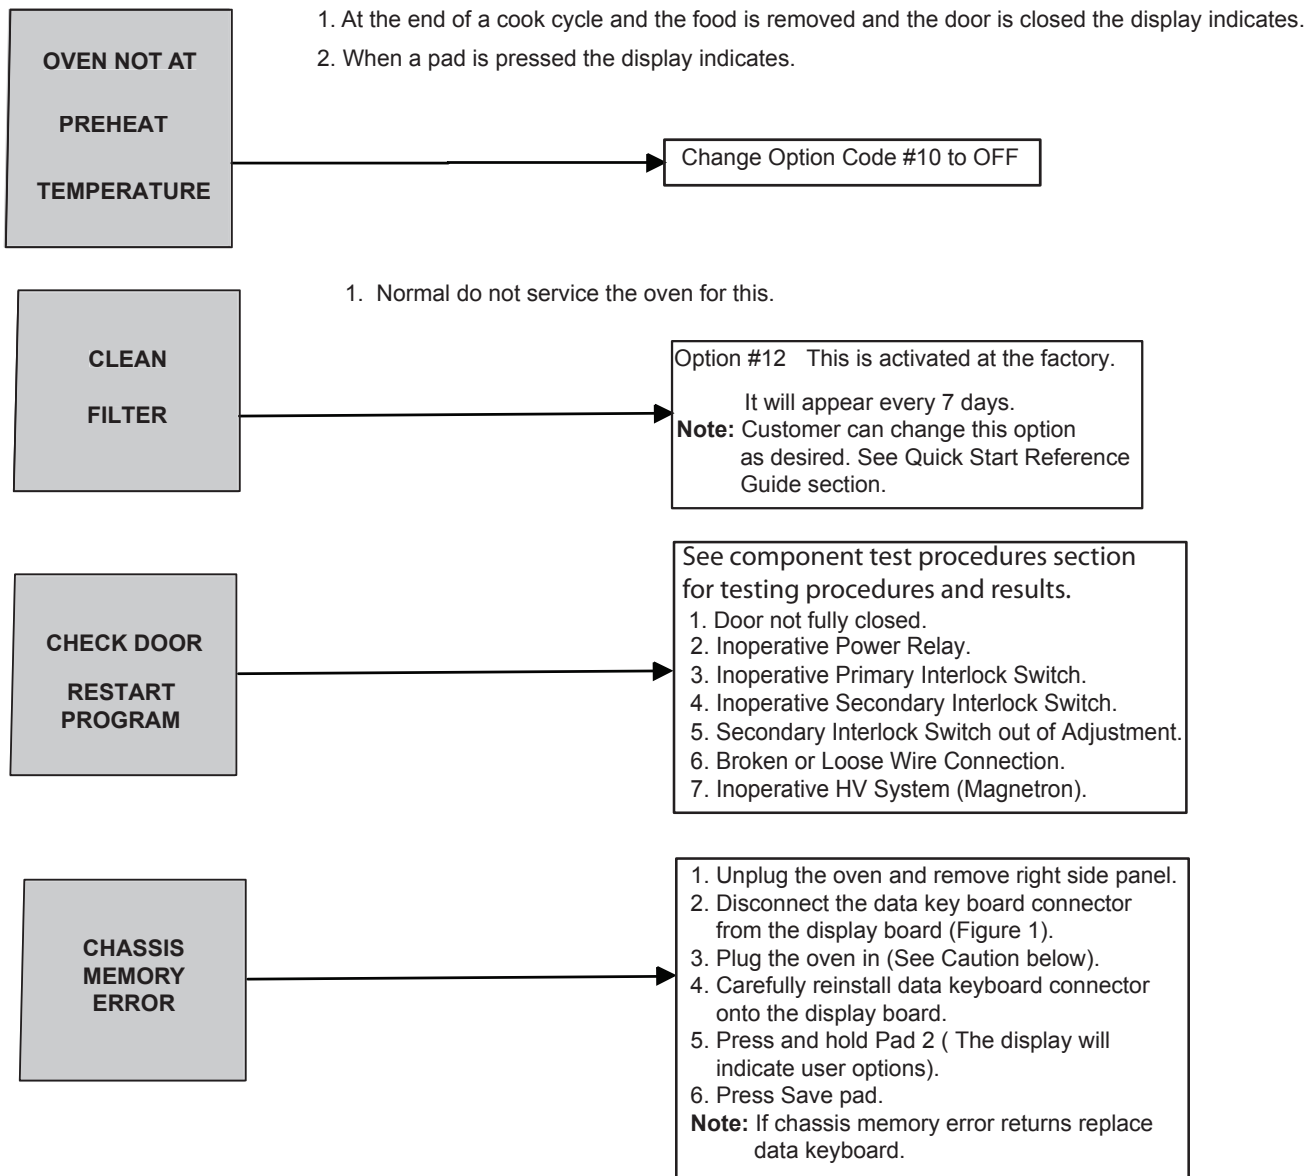 1. At the end of a cook cycle and the food is removed and the door is closed the display indicates.
2. When a pad is pressed the display indicates.
OVEN NOT AT
PREHEAT
TEMPERATURE
Change Option Code #10 to OFF
1. Normal do not service the oven for this.
CLEAN
FILTER
Option #12 This is activated at the factory.
It will appear every 7 days.
Note: Customer can change this option
as desired. See Quick Start Reference
Guide section.
CHECK DOOR
RESTART
PROGRAM
See component test procedures section
for testing procedures and results.
1. Door not fully closed.
2. Inoperative Power Relay.
3. Inoperative Primary Interlock Switch.
4. Inoperative Secondary Interlock Switch.
5. Secondary Interlock Switch out of Adjustment.
6. Broken or Loose Wire Connection.
7. Inoperative HV System (Magnetron).
CHASSIS
MEMORY
ERROR
1. Unplug the oven and remove right side panel.
2. Disconnect the data key board connector
from the display board (Figure 1).
3. Plug the oven in (See Caution below).
4. Carefully reinstall data keyboard connector
onto the display board.
5. Press and hold Pad 2 ( The display will
indicate user options).
6. Press Save pad.
Note: If chassis memory error returns replace
data keyboard.